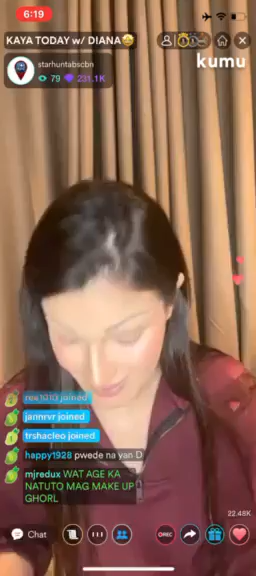 6:19
KAYA TODAY w/ DIANA🤩
starhuntabscbn
79 231.1K
kumu
ree1010 joined
jannrvr joined
trshacleo joined
happy1928 pwede na yan D
mjredux WAT AGE KA
NATUTO MAG MAKE UP
GHORL
22.48K
Chat
REC